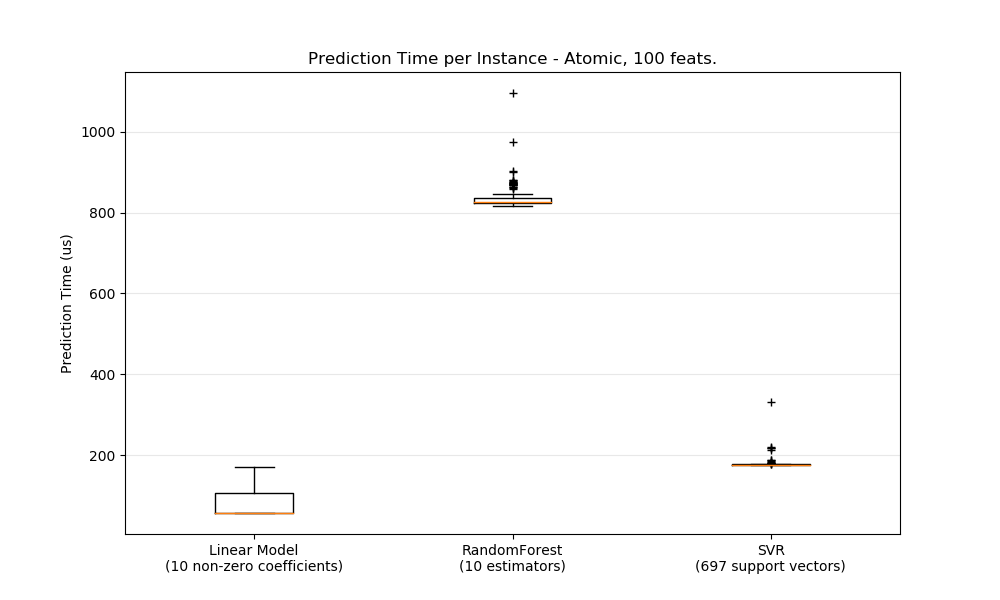 Prediction Time per Instance - Atomic, 100 feats.
Prediction Time (us)
1000
800
600
400
200
Linear Model
(10 non-zero coefficients)
RandomForest
(10 estimators)
SVR
(697 support vectors)